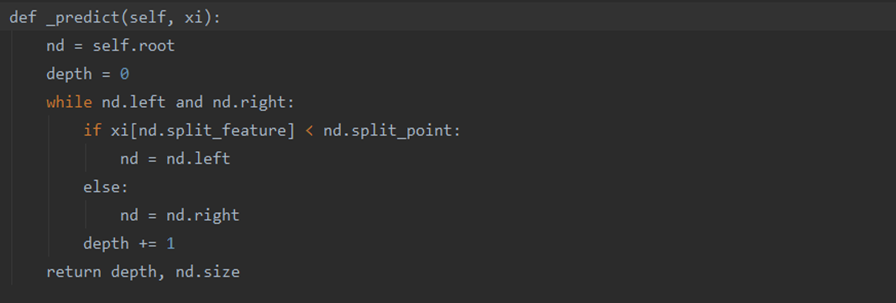 def _predict(self, xi):
    nd = self.root
    depth = 0
    while nd.left and nd.right:
        if xi[nd.split_feature] < nd.split_point:
            nd = nd.left
        else:
            nd = nd.right
        depth += 1
    return depth, nd.size